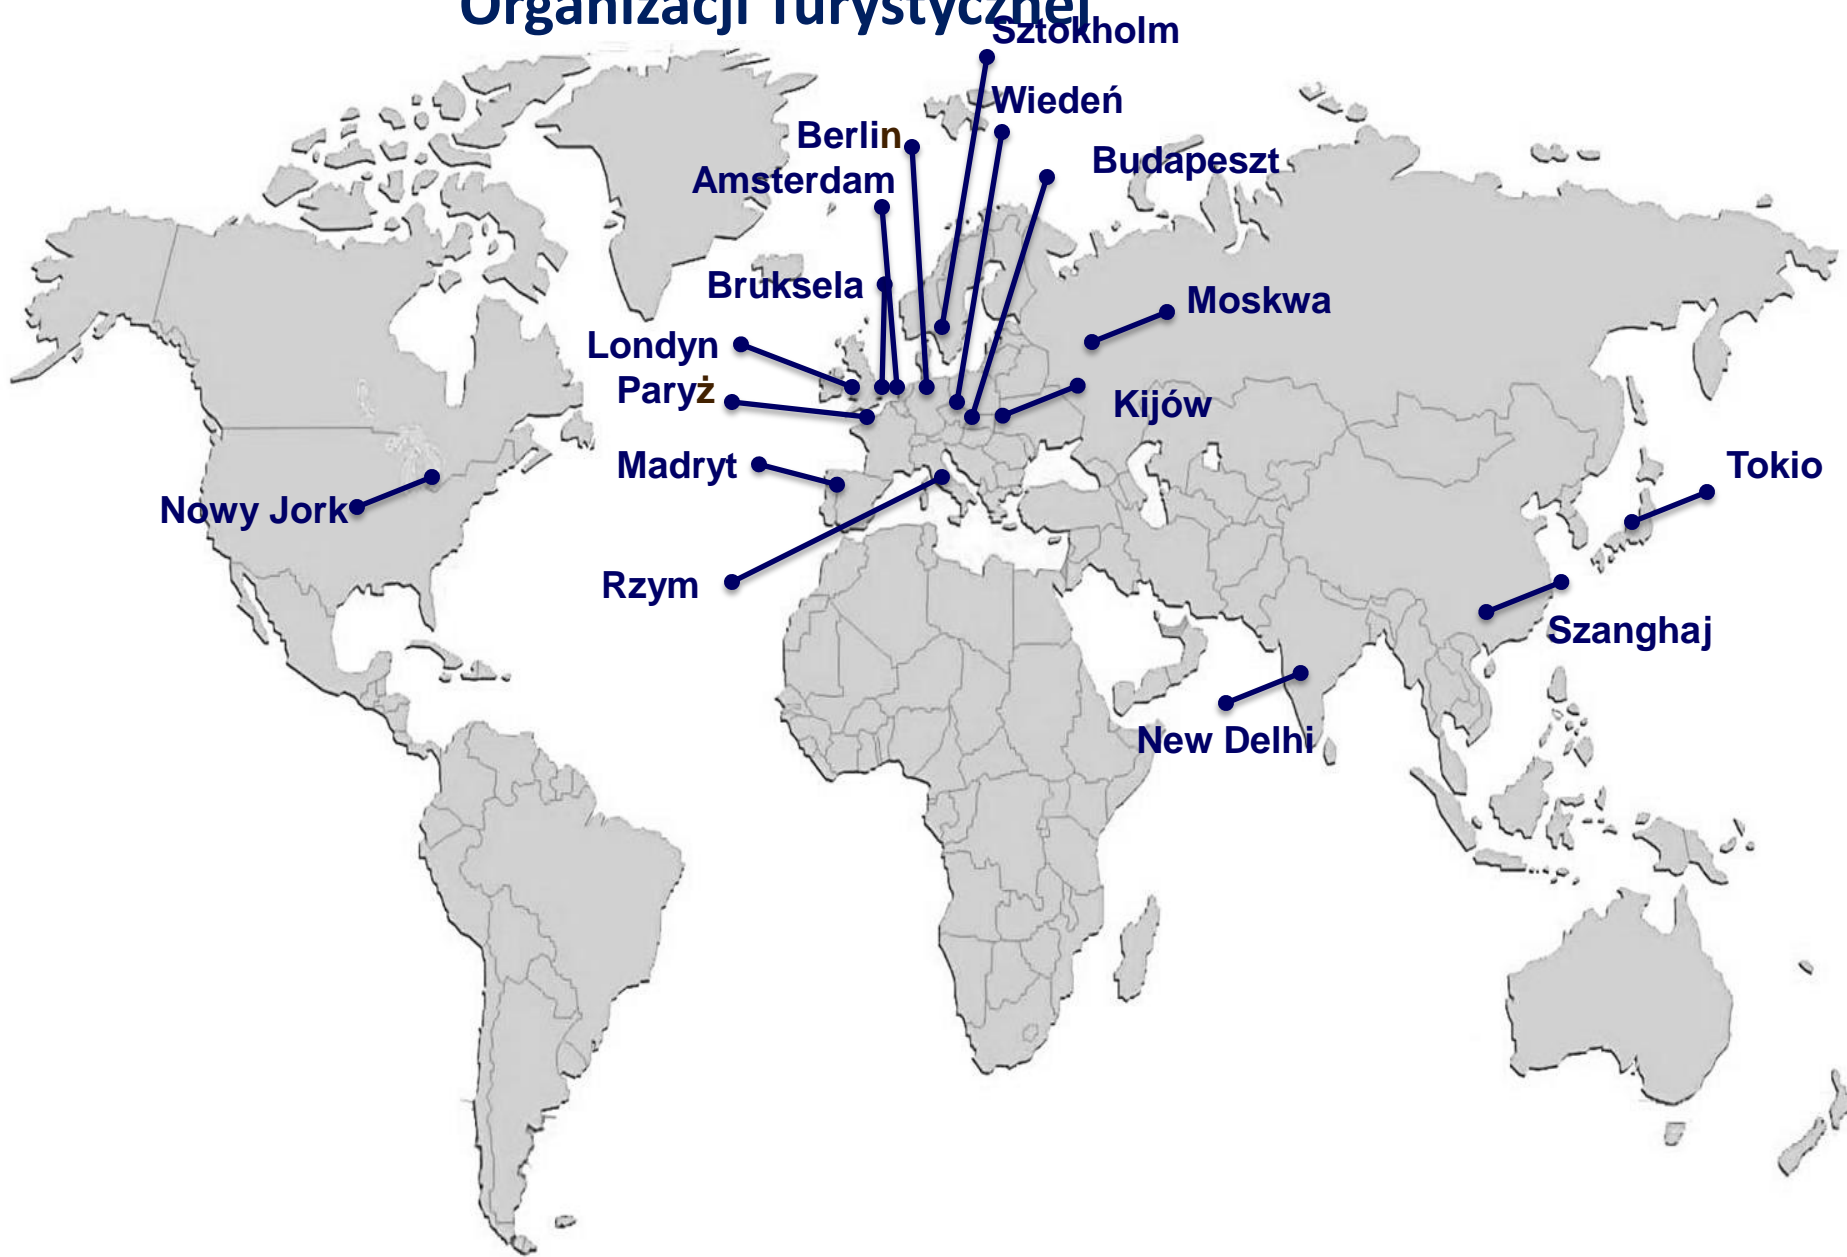 Organizacji Turystycznej
Sztokholm
Wiedeń
Berlin
Budapeszt
Amsterdam
Bruksela
Moskwa
Londyn
Paryż
Kijów
Madryt
Tokio
Nowy Jork
Rzym
Szanghaj
New Delhi